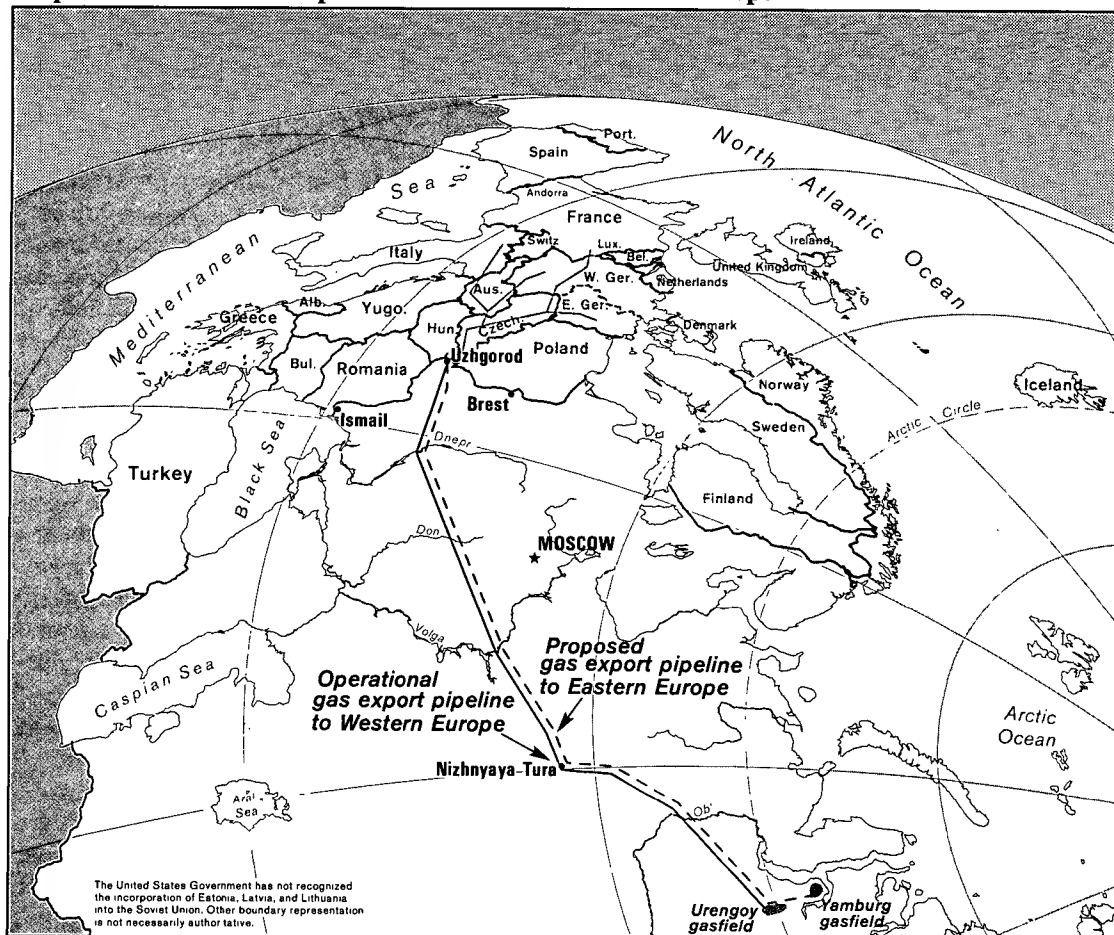 Port.
Spain
North
Atlantic
Ocean
Andorra
Sea
France
Mediterranean
Italy
Switz
Lux.
Bel.
Ireland
United Kingdom
Aus.
W. Ger.
Netherlands
E. Ger.
Alb.
Yugo.
Greece
Hun.
Czech.
Denmark
Uzhgorod
Poland
Bul.
Romania
Norway
Iceland
Brest
Ismail
Sweden
Arctic Circle
Dnepr
Turkey
Black Sea
Finland
Don
MOSCOW
Volga
Caspian Sea
Proposed
gas export pipeline
to Eastern Europe
Operational
gas export pipeline
to Western Europe
Arctic
Ocean
Nizhnyaya Tura
Aral
Sea
Ob'
The United States Government has not recognized
the incorporation of Estonia, Latvia, and Lithuania
into the Soviet Union. Other boundary representation
is not necessarily author tative.
Urengoy
gasfield
Yamburg
gasfield